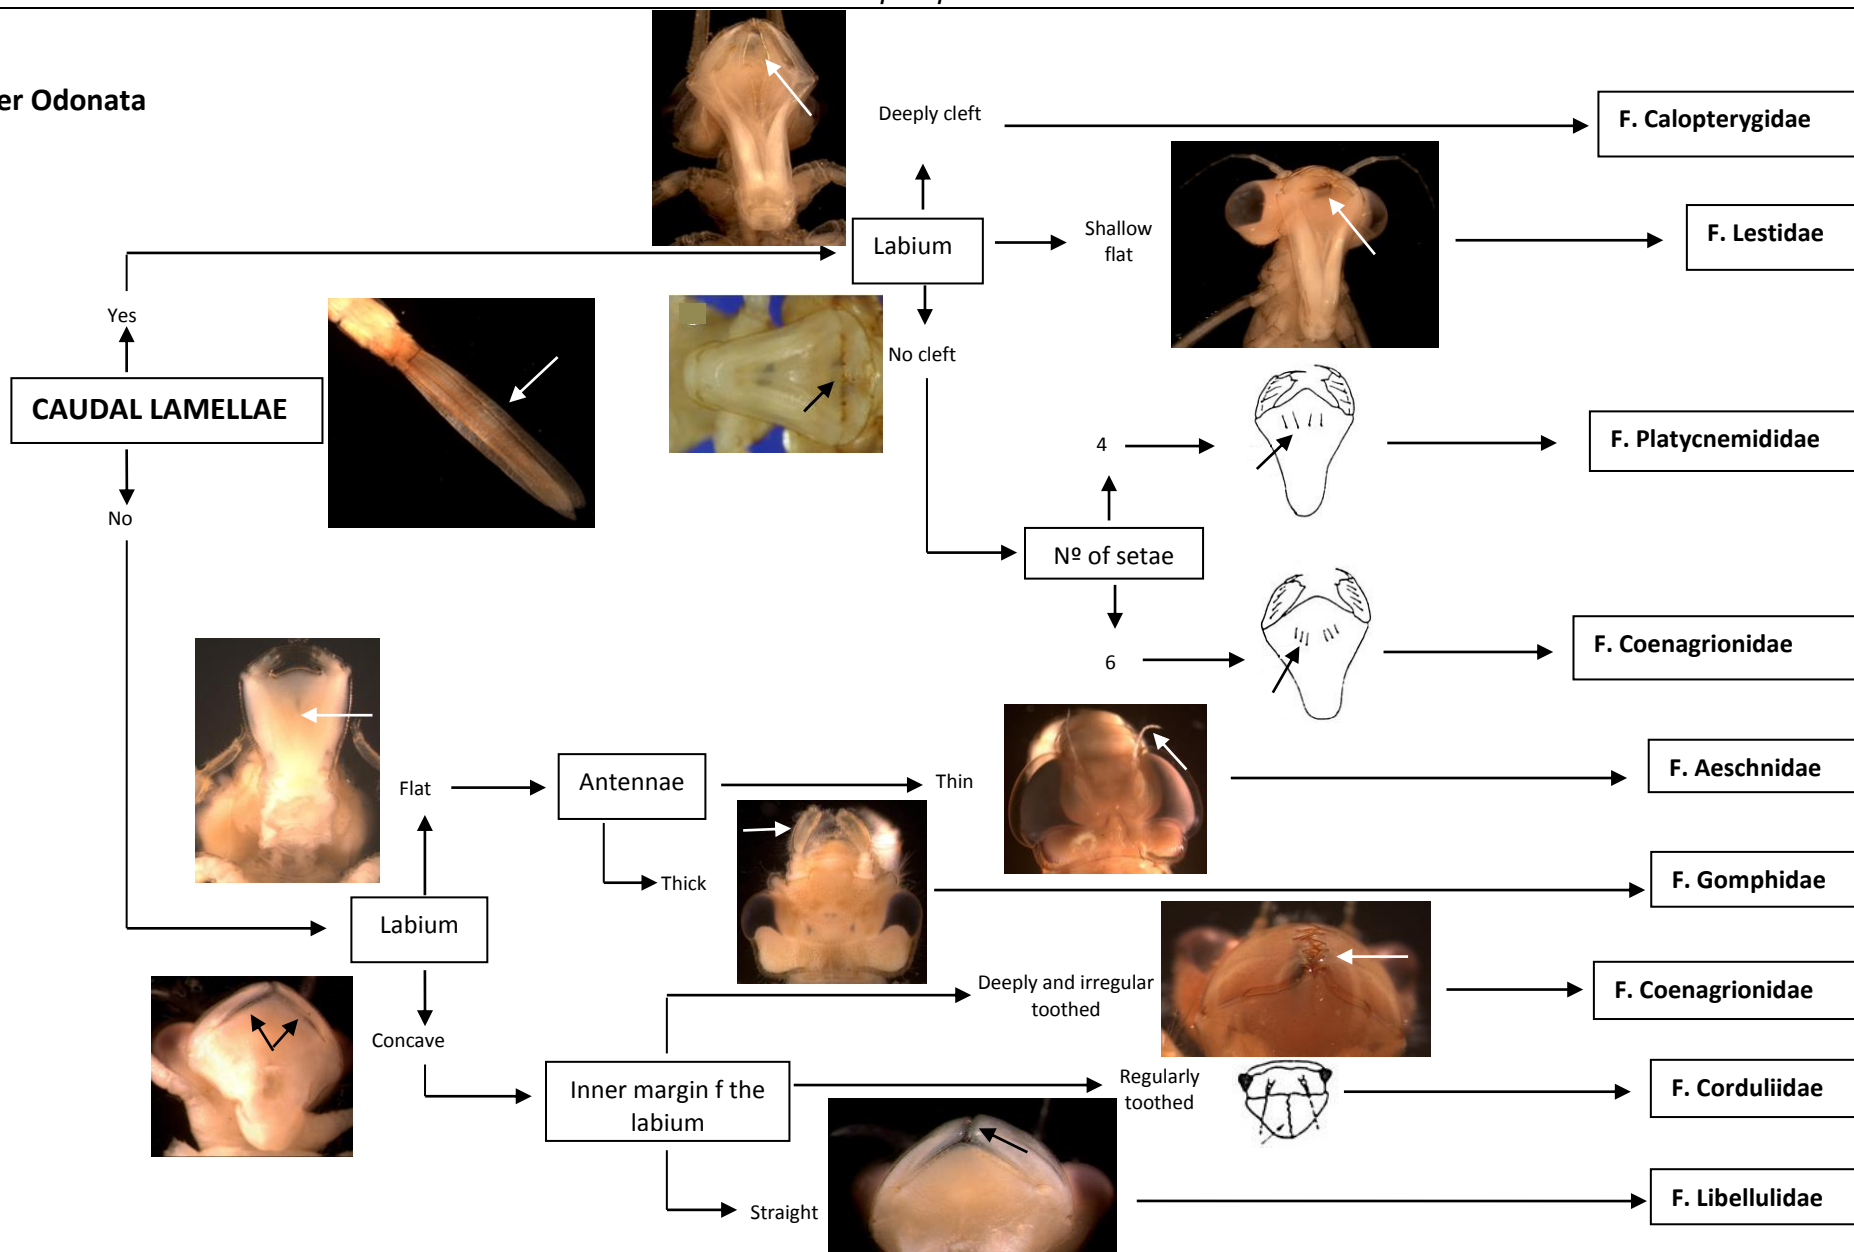 er Odonata
Deeply cleft
F. Calopterygidae
Labium
Shallow
flat
F. Lestidae
Yes
No cleft
CAUDAL LAMELLAE
4
F. Platycnemididae
No
Nº of setae
6
F. Coenagrionidae
Flat
Antennae
Thin
F. Aeschnidae
Thick
F. Gomphidae
Labium
Deeply and irregular
toothed
F. Coenagrionidae
Concave
Inner margin f the
labium
Regularly
toothed
F. Corduliidae
Straight
F. Libellulidae